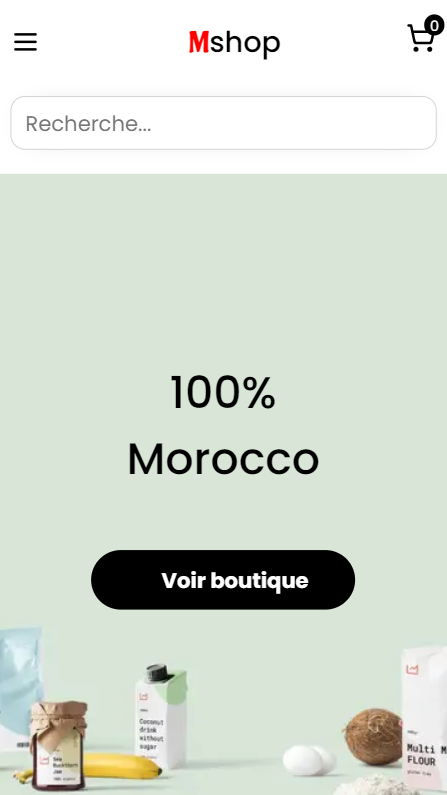 Mshop
0
Recherche...
100%
Morocco
Voir boutique
Coconut
drink
without
sugar
Sea
Buckthorn
Jam
Multi M
FLOUR